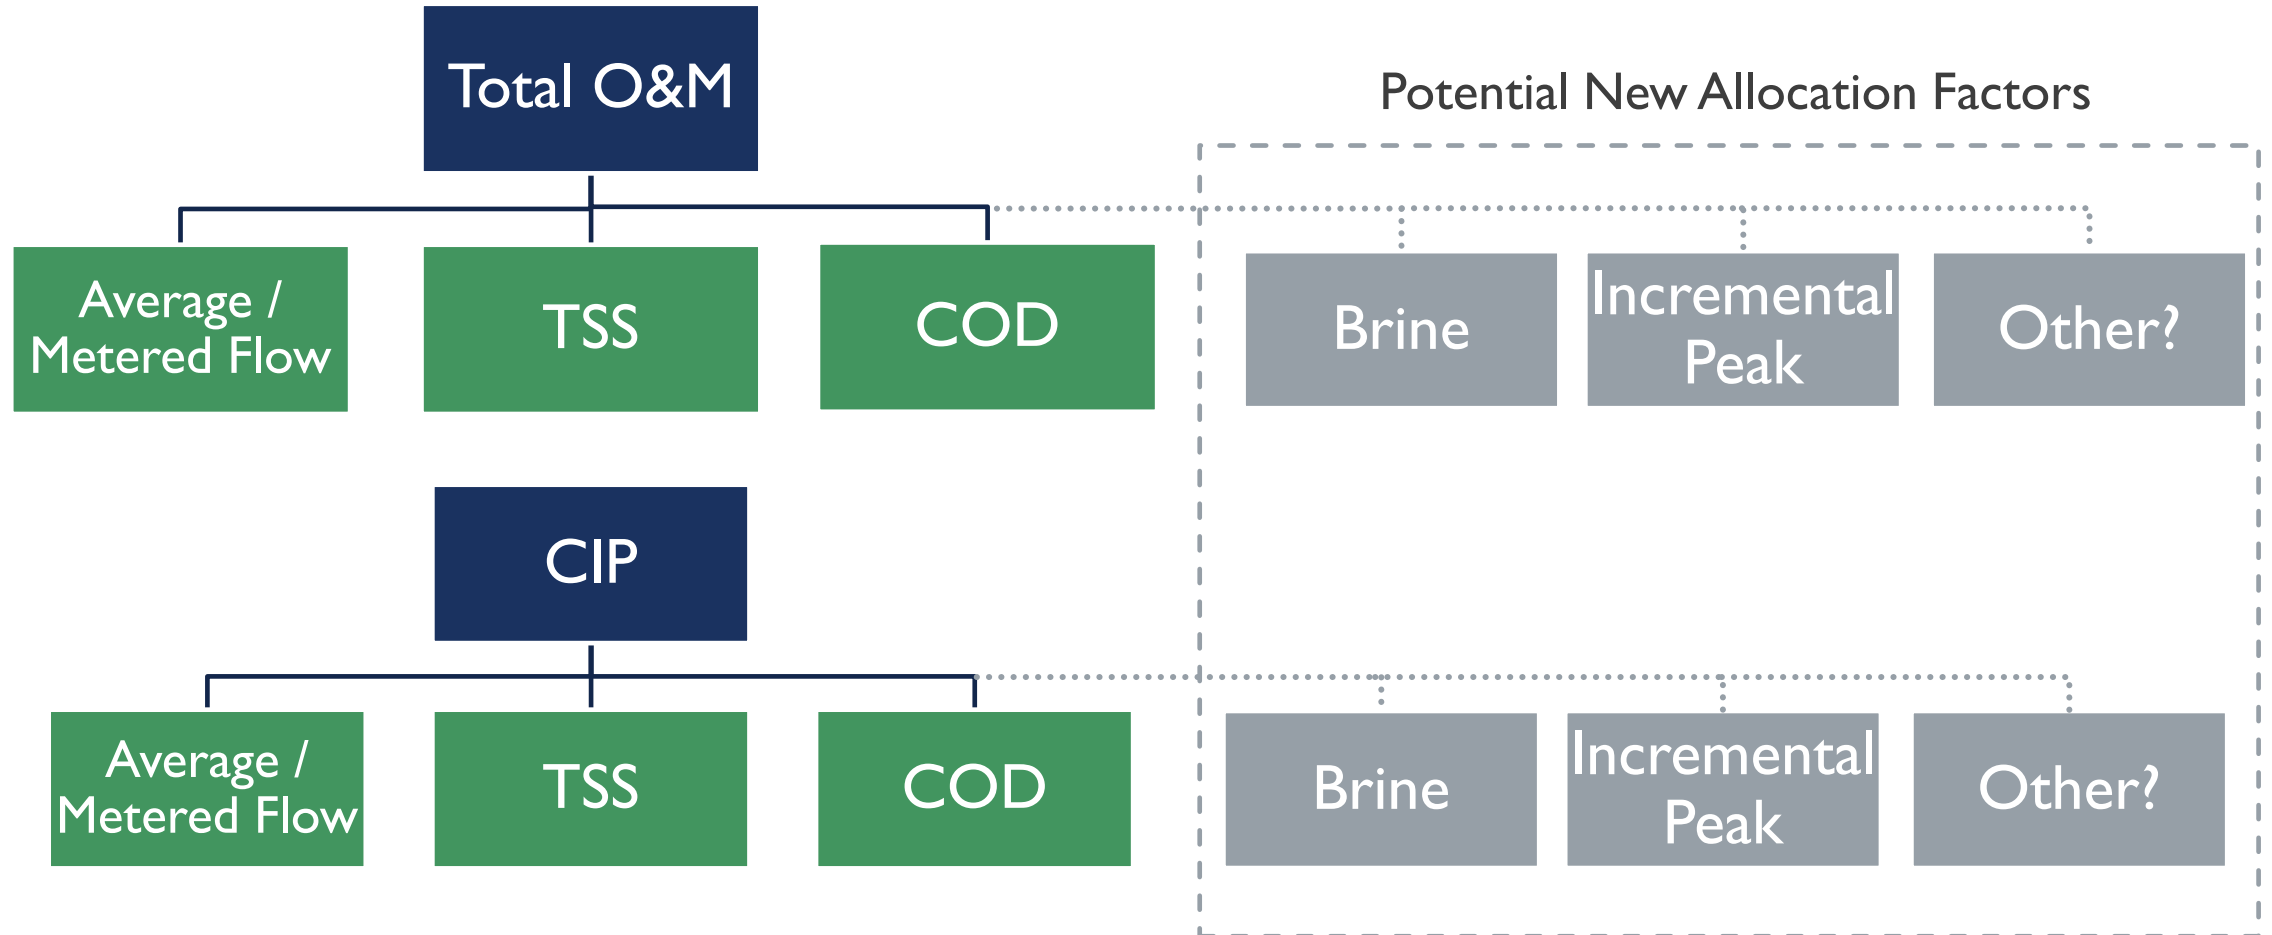 Total O&M
Potential New Allocation Factors
Average /
Metered Flow
TSS
COD
Brine
Incremental
Peak
Other?
CIP
Average /
Metered Flow
TSS
COD
Brine
Incremental
Peak
Other?